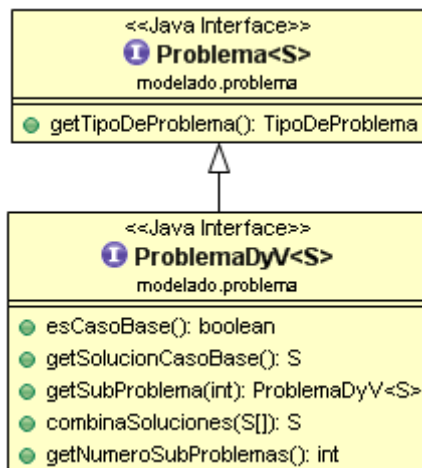 <<Java Interface>>
I Problema<S>
modelado.problema
getTipoDeProblema(): TipoDeProblema
<<Java Interface>>
I ProblemaDyV<S>
modelado.problema
esCasoBase(): boolean
getSolucionCasoBase(): S
getSubProblema(int): ProblemaDyV<S>
combinaSoluciones(S[]): S
getNumeroSubProblemas(): int